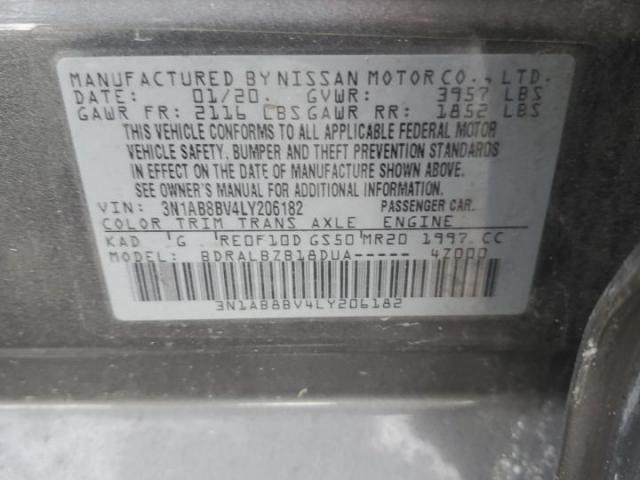 MANUFACTURED BY NISSAN MOTOR CO., LTD.
DATE: 01/20. GVWR: 3957 LBS
GAWR FR: 2116 LBS GAWR RR: 1852 LBS
THIS VEHICLE CONFORMS TO ALL APPLICABLE FEDERAL MOTOR
VEHICLE SAFETY, BUMPER AND THEFT PREVENTION STANDARDS
IN EFFECT ON THE DATE OF MANUFACTURE SHOWN ABOVE.
SEE OWNER'S MANUAL FOR ADDITIONAL INFORMATION.
VIN: 3N1AB8BV4LY206182 PASSENGER CAR.
COLOR TRIM TRANS AXLE ENGINE
KAD G RE0F10D GS50 MR20 1997 CC
MODEL: BDRALBZB18DUA----- 4Z000
3N1AB8BV4LY206182